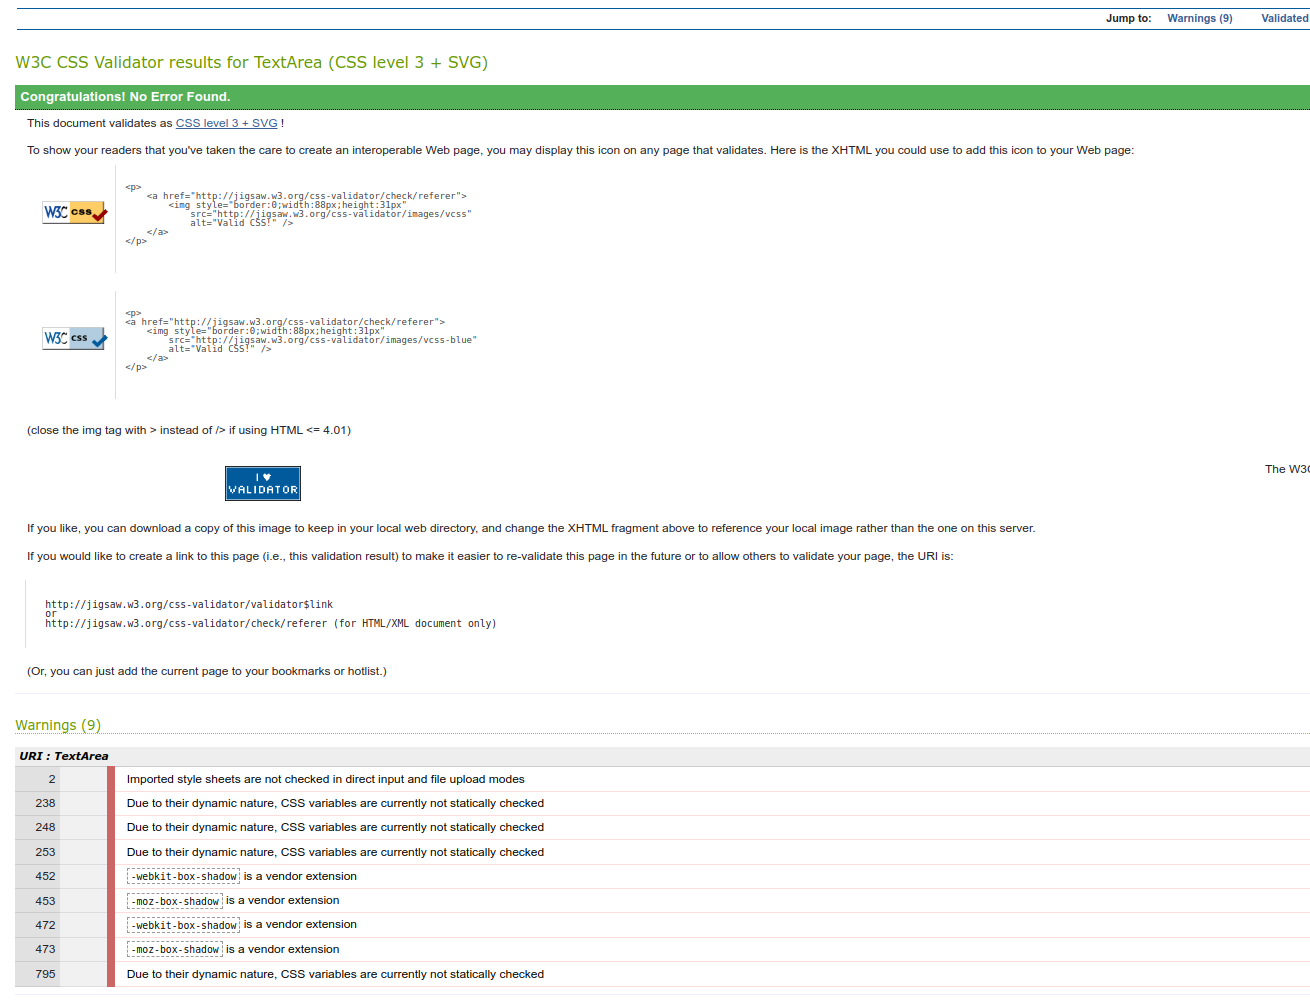 Jump to: Warnings (9) Validated
W3C CSS Validator results for TextArea (CSS level 3 + SVG)
Congratulations! No Error Found.
This document validates as CSS level 3 + SVG !
To show your readers that you've taken the care to create an interoperable Web page, you may display this icon on any page that validates. Here is the XHTML you could use to add this icon to your Web page:
W3C css
<p>
<a href="http://jigsaw.w3.org/css-validator/check/referer">
<img style="border:0;width:88px;height:31px"
src="http://jigsaw.w3.org/css-validator/images/vcss"
alt="Valid CSS!" />
</a>
</p>
W3C css
<p>
<a href="http://jigsaw.w3.org/css-validator/check/referer">
<img style="border:0;width:88px;height:31px"
src="http://jigsaw.w3.org/css-validator/images/vcss-blue"
alt="Valid CSS!" />
</a>
</p>
(close the img tag with > instead of /> if using HTML <= 4.01)
I ♥
VALIDATOR
The W3C
If you like, you can download a copy of this image to keep in your local web directory, and change the XHTML fragment above to reference your local image rather than the one on this server.
If you would like to create a link to this page (i.e., this validation result) to make it easier to re-validate this page in the future or to allow others to validate your page, the URI is:
http://jigsaw.w3.org/css-validator/validator$link
or
http://jigsaw.w3.org/css-validator/check/referer (for HTML/XML document only)
(Or, you can just add the current page to your bookmarks or hotlist.)
Warnings (9)
URI : TextArea
2 Imported style sheets are not checked in direct input and file upload modes
238 Due to their dynamic nature, CSS variables are currently not statically checked
248 Due to their dynamic nature, CSS variables are currently not statically checked
253 Due to their dynamic nature, CSS variables are currently not statically checked
452 -webkit-box-shadow is a vendor extension
453 -moz-box-shadow is a vendor extension
472 -webkit-box-shadow is a vendor extension
473 -moz-box-shadow is a vendor extension
795 Due to their dynamic nature, CSS variables are currently not statically checked